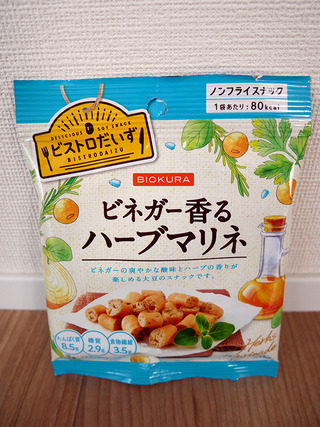 ノンフライスナック
1袋あたり:80kcal
DELICIOUS SOY SNACK
ビストロだいず
BISTRODAIZU
BIOKURA
ビネガー香る
ハーブマリネ
ビネガーの爽やかな酸味とハーブの香りが
楽しめる大豆のスナックです。
たんぱく質 糖質 食物繊維
8.5g 2.9g 3.5g